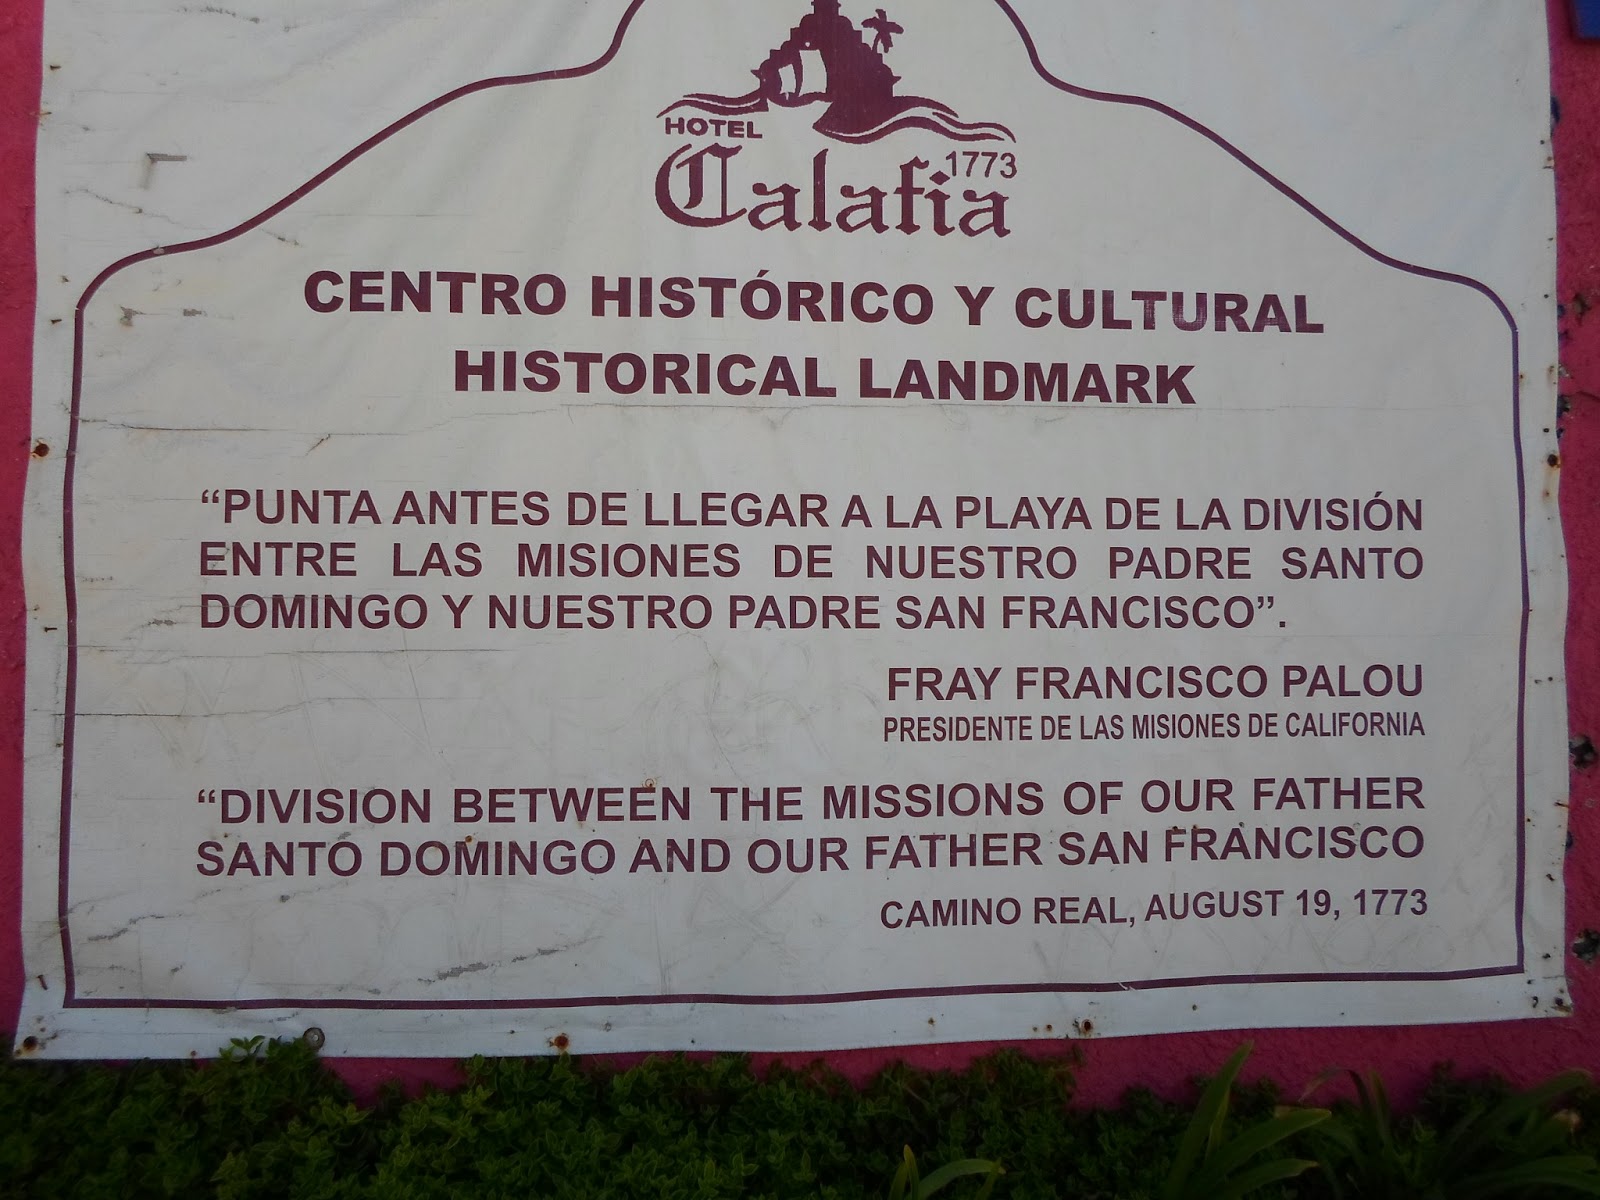 HOTEL
Calafia 1773
CENTRO HISTÓRICO Y CULTURAL
HISTORICAL LANDMARK
“PUNTA ANTES DE LLEGAR A LA PLAYA DE LA DIVISIÓN
ENTRE LAS MISIONES DE NUESTRO PADRE SANTO
DOMINGO Y NUESTRO PADRE SAN FRANCISCO”.
FRAY FRANCISCO PALOU
PRESIDENTE DE LAS MISIONES DE CALIFORNIA
“DIVISION BETWEEN THE MISSIONS OF OUR FATHER
SANTO DOMINGO AND OUR FATHER SAN FRANCISCO
CAMINO REAL, AUGUST 19, 1773